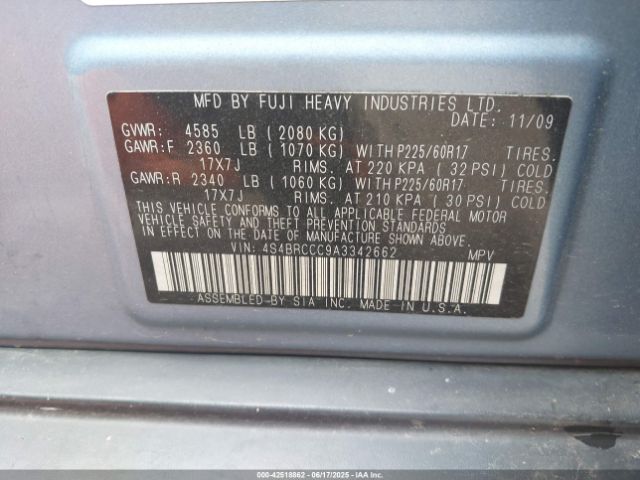 MFD BY FUJI HEAVY INDUSTRIES LTD.
DATE: 11/09
GVWR: 4585 LB (2080 KG)
GAWR:F 2360 LB (1070 KG) WITH P225/60R17 TIRES.
17X7J RIMS. AT 220 KPA (32 PSI) COLD
GAWR:R 2340 LB (1060 KG) WITH P225/60R17 TIRES.
17X7J RIMS. AT 210 KPA (30 PSI) COLD
THIS VEHICLE CONFORMS TO ALL APPLICABLE FEDERAL MOTOR
VEHICLE SAFETY AND THEFT PREVENTION STANDARDS
IN EFFECT ON THE DATE OF MANUFACTURE SHOWN ABOVE.
VIN: 4S4BRCCC9A3342662 MPV
ASSEMBLED BY SIA INC. MADE IN U.S.A.
000-42518862 06/17/2025 IAA